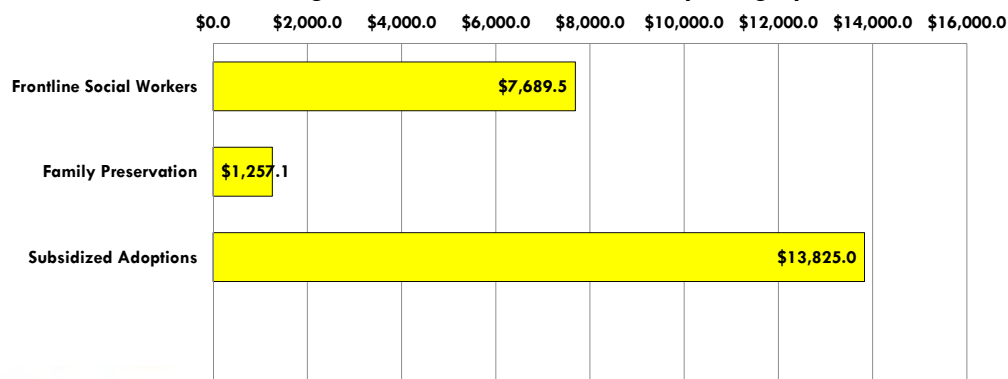 $0.0 $2,000.0 $4,000.0 $6,000.0 $8,000.0 $10,000.0 $12,000.0 $14,000.0 $16,000.0
Frontline Social Workers $7,689.5
Family Preservation $1,257.1
Subsidized Adoptions $13,825.0